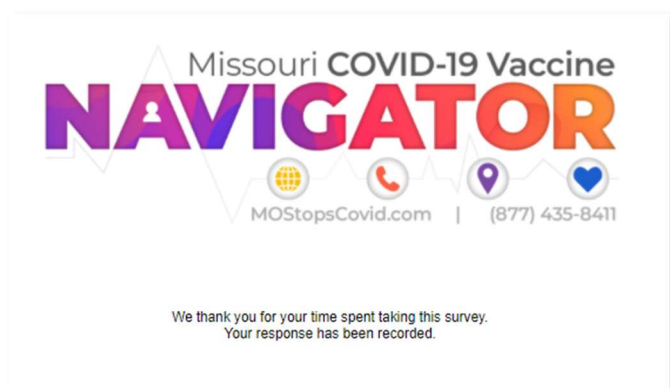 Missouri COVID-19 Vaccine
NAVIGATOR
MOStopsCovid.com | (877) 435-8411
We thank you for your time spent taking this survey.
Your response has been recorded.